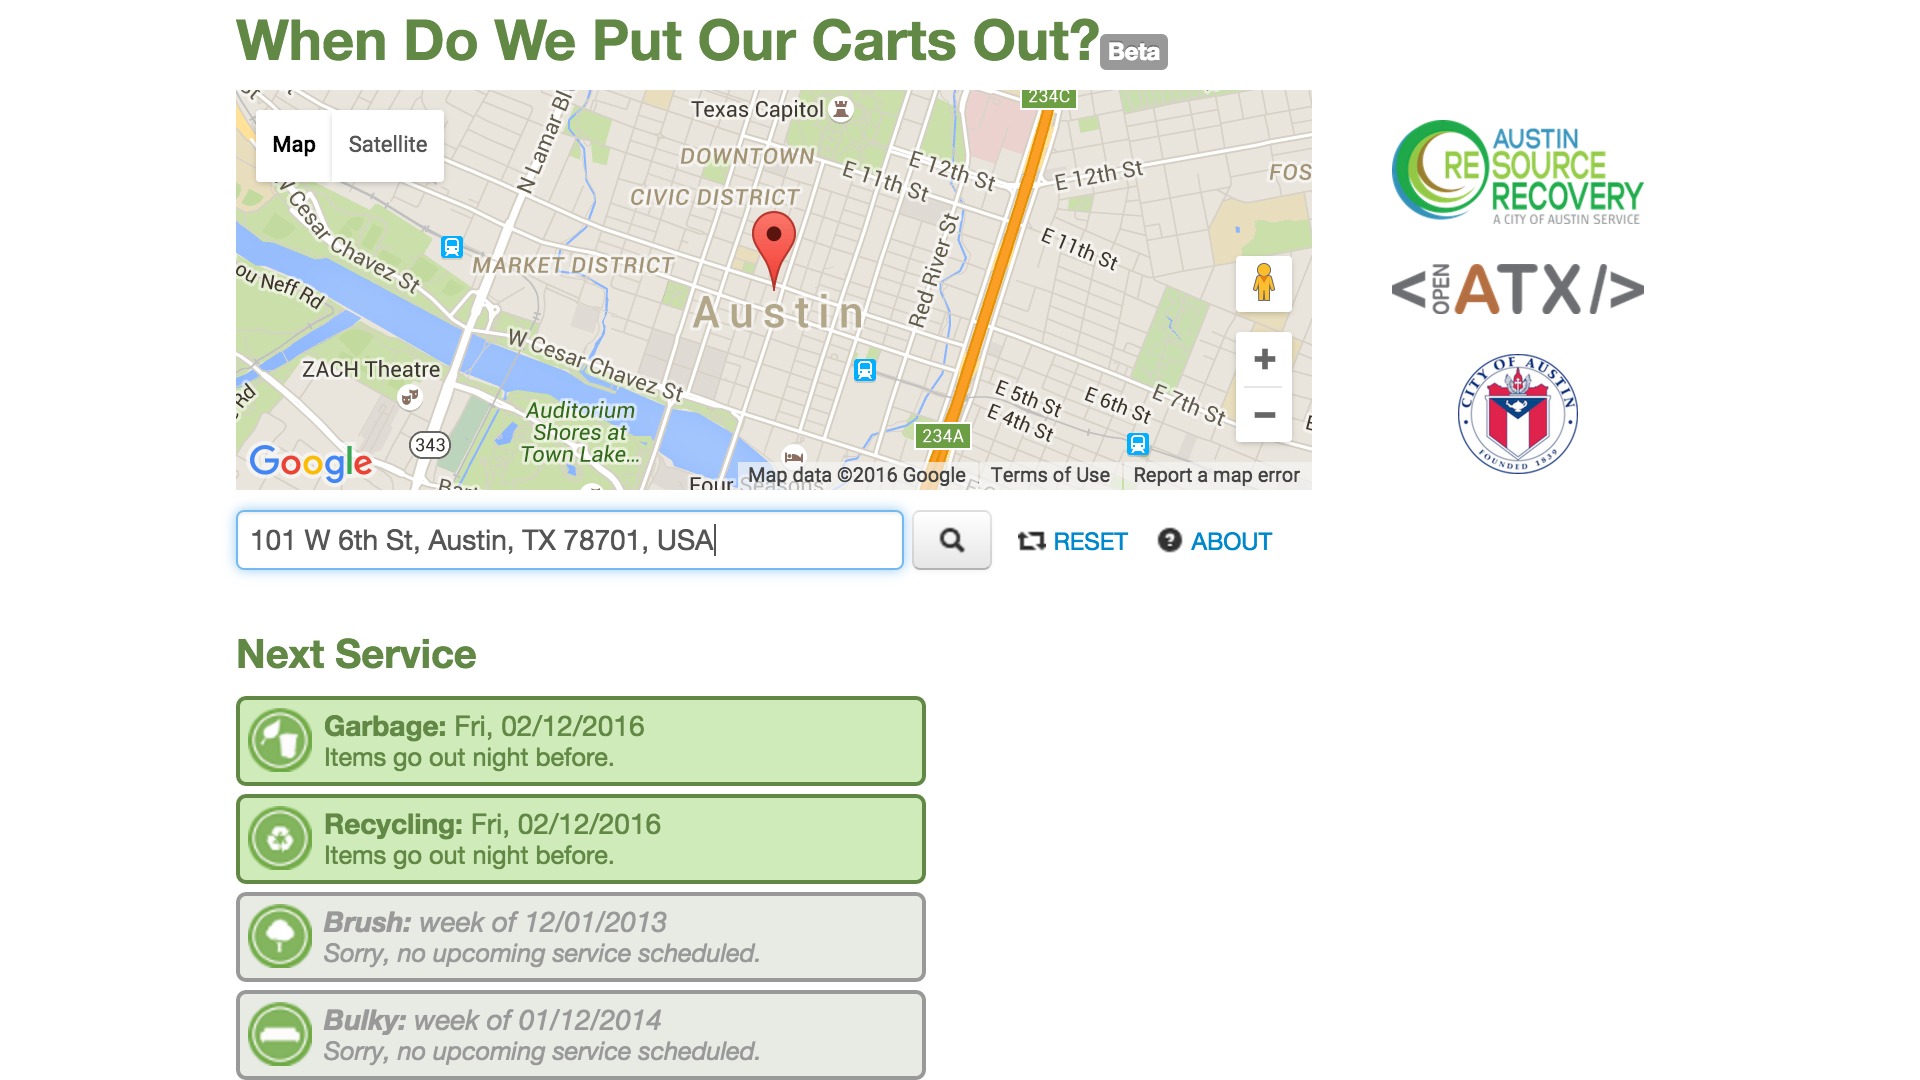 When Do We Put Our Carts Out? Beta
Map Satellite
Texas Capitol
234C
N Lamar Bl
DOWNTOWN
E 11th St
E 12th St
E 12th St
FOS
CIVIC DISTRICT
W Cesar Chavez St
Red River St
E 11th St
MARKET DISTRICT
ou Neff Rd
Austin
W Cesar Chavez St
ZACH Theatre
E 5th St
E 6th St
E 7th St
E 4th St
Rd
Auditorium
Shores at
Town Lake...
343
234A
Google
Four Seasons
Map data ©2016 Google Terms of Use Report a map error
AUSTIN
RESOURCE
RECOVERY
A CITY OF AUSTIN SERVICE
<OPEN ATX/>
CITY OF AUSTIN
FOUNDED 1839
101 W 6th St, Austin, TX 78701, USA
RESET
? ABOUT
Next Service
Garbage: Fri, 02/12/2016
Items go out night before.
Recycling: Fri, 02/12/2016
Items go out night before.
Brush: week of 12/01/2013
Sorry, no upcoming service scheduled.
Bulky: week of 01/12/2014
Sorry, no upcoming service scheduled.